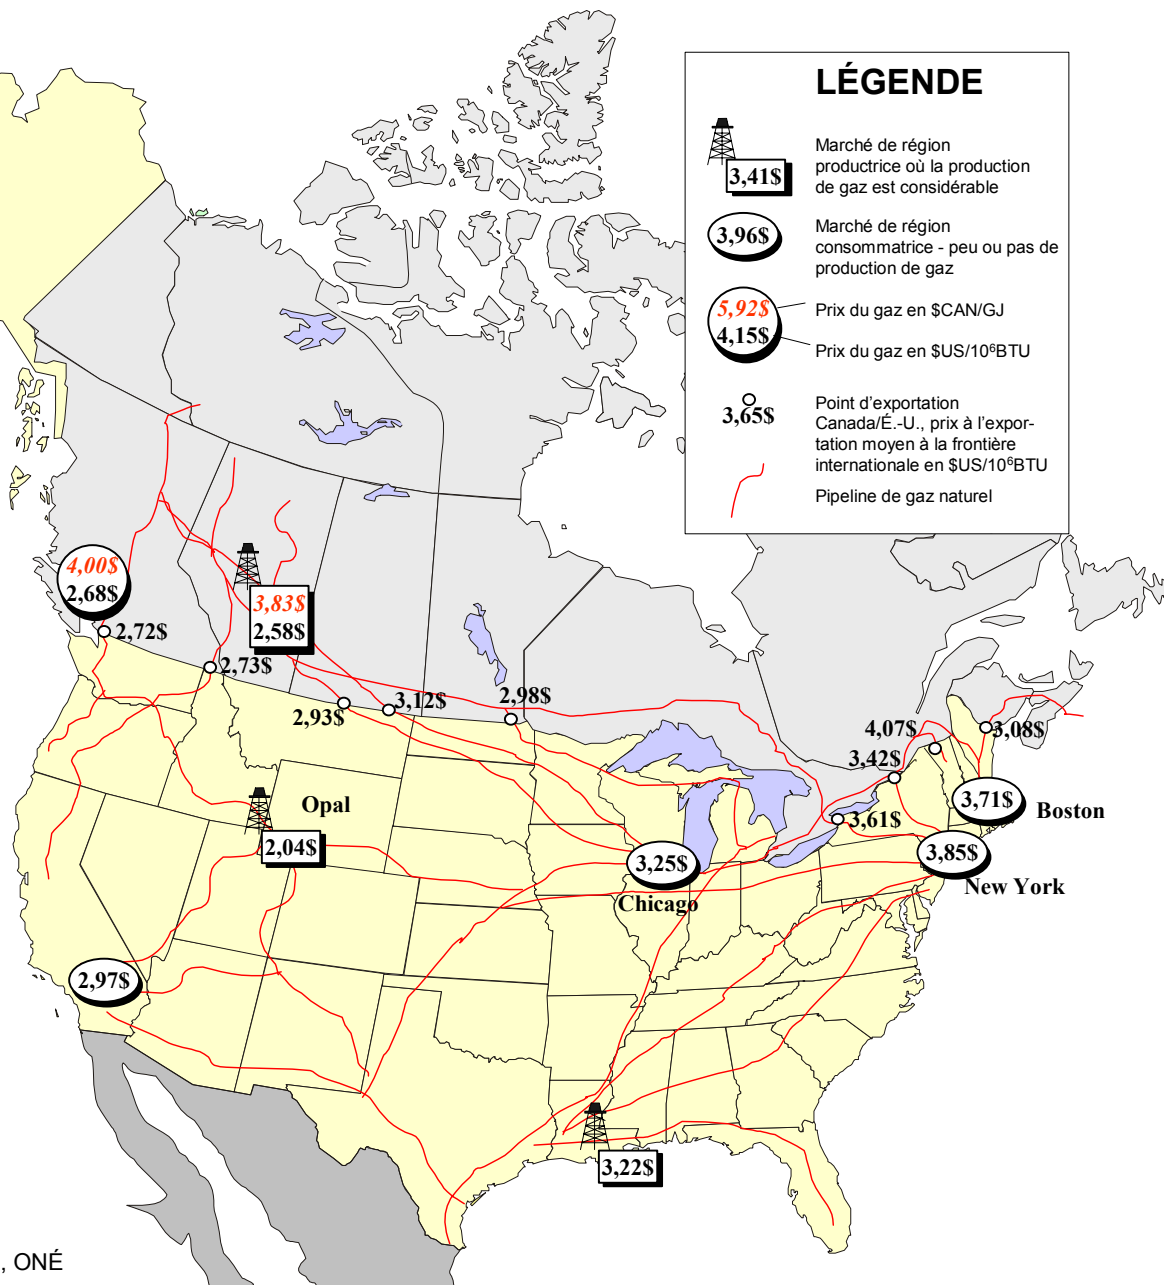 LÉGENDE
3,41$
Marché de région
productrice où la production
de gaz est considérable
3,96$
Marché de région
consommatrice - peu ou pas de
production de gaz
5,92$
4,15$
Prix du gaz en $CAN/GJ
Prix du gaz en $US/10⁶BTU
3,65$
Point d'exportation
Canada/É.-U., prix à l'expor-
tation moyen à la frontière
internationale en $US/10⁶BTU
Pipeline de gaz naturel
4,00$
2,68$
3,83$
2,58$
2,72$
2,73$
2,93$
3,12$
2,98$
4,07$
3,42$
3,08$
3,61$
3,71$
Boston
3,85$
New York
Opal
2,04$
3,25$
Chicago
2,97$
3,22$
, ONÉ